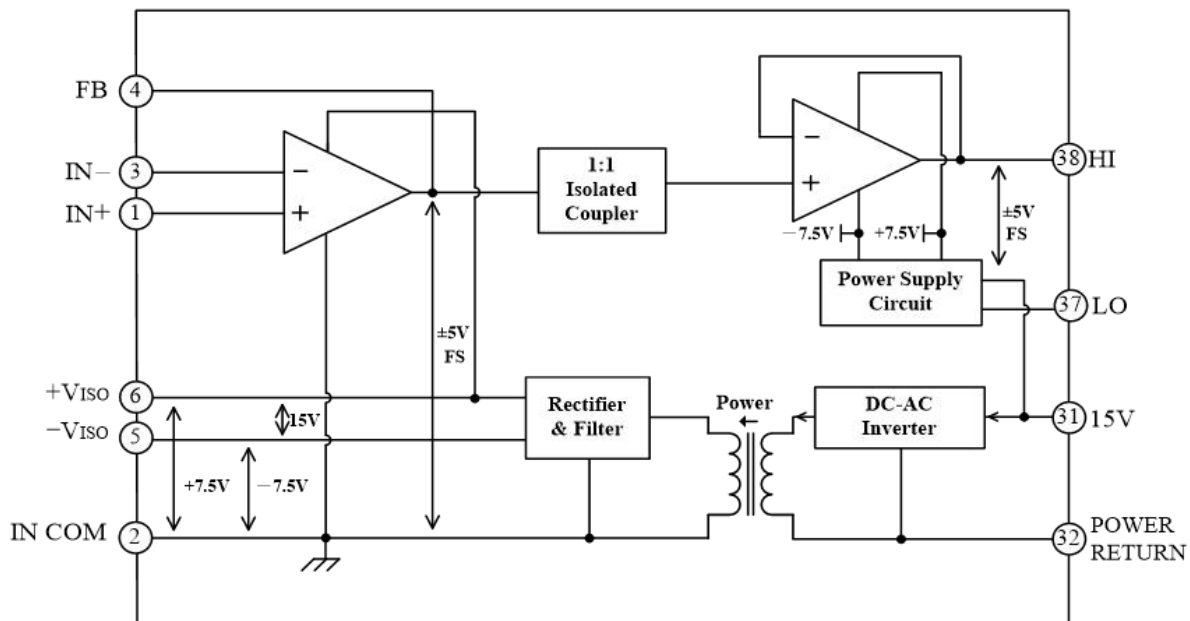 FB
4
IN−
3
IN+
1
−
+
1:1
Isolated
Coupler
−
+
38
HI
−7.5V
+7.5V
±5V
FS
Power Supply
Circuit
37
LO
±5V
FS
+VISO
6
−VISO
5
15V
+7.5V
−7.5V
Rectifier
& Filter
Power
DC-AC
Inverter
31
15V
IN COM
2
32
POWER
RETURN